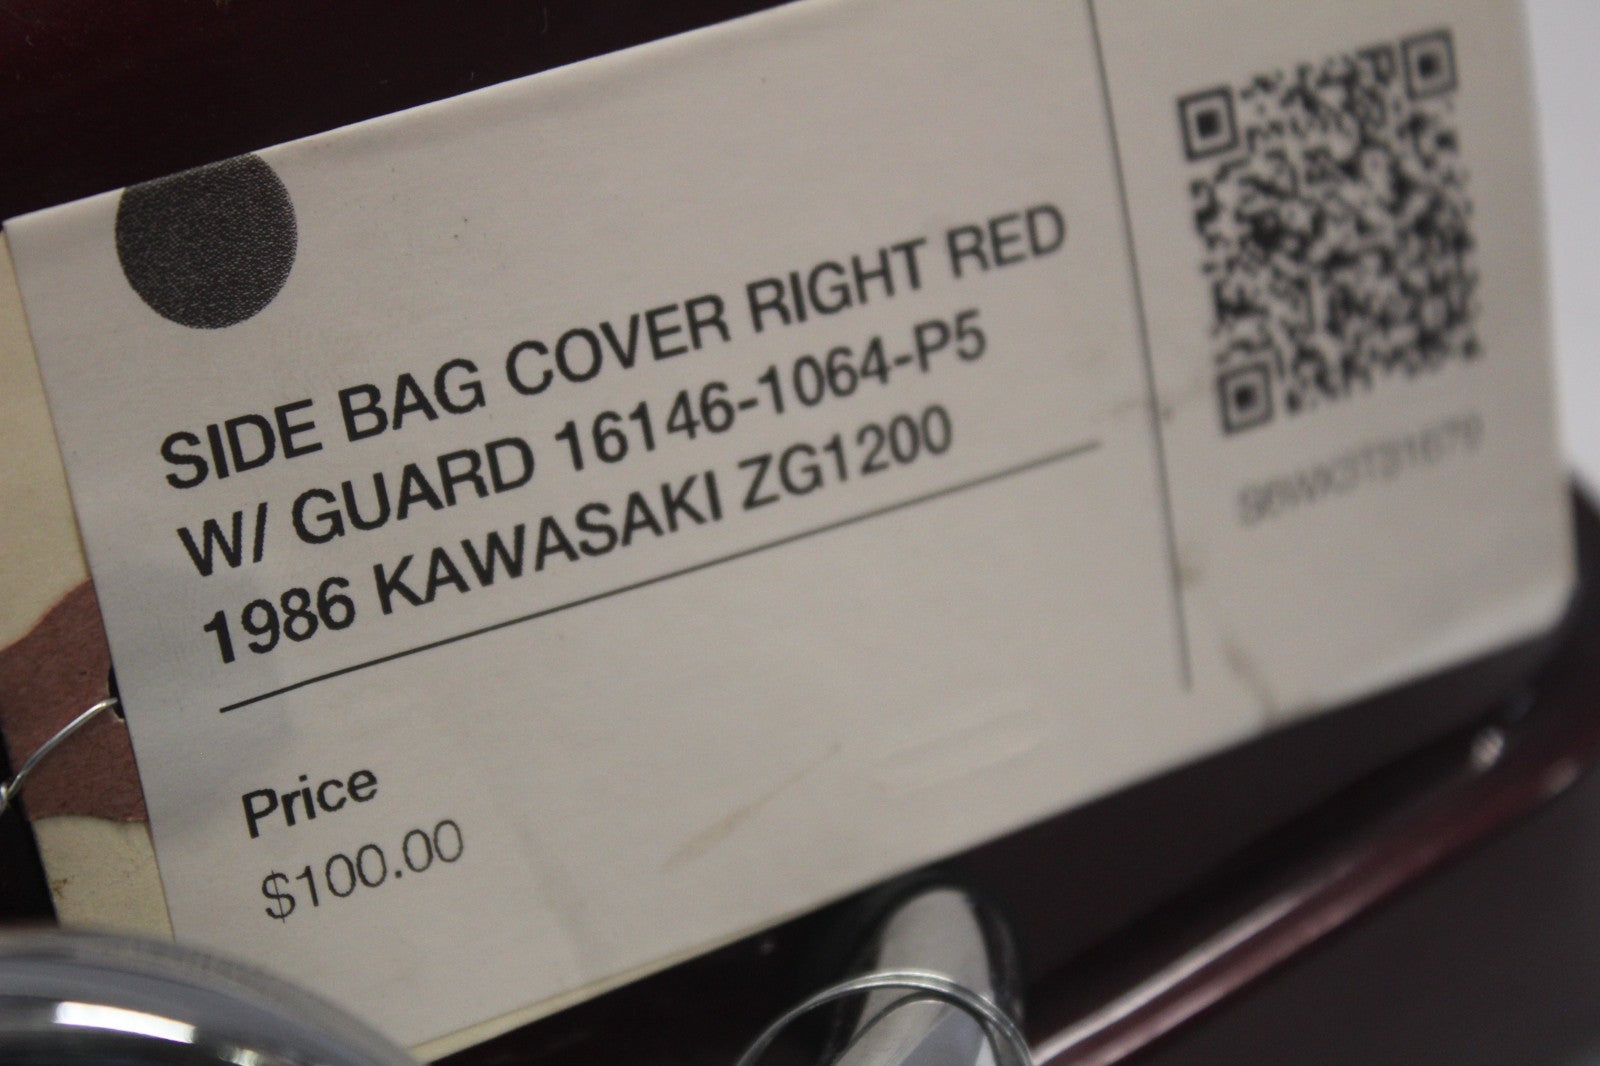 SIDE BAG COVER RIGHT RED
W/ GUARD 16146-1064-P5
1986 KAWASAKI ZG1200
Price
$100.00